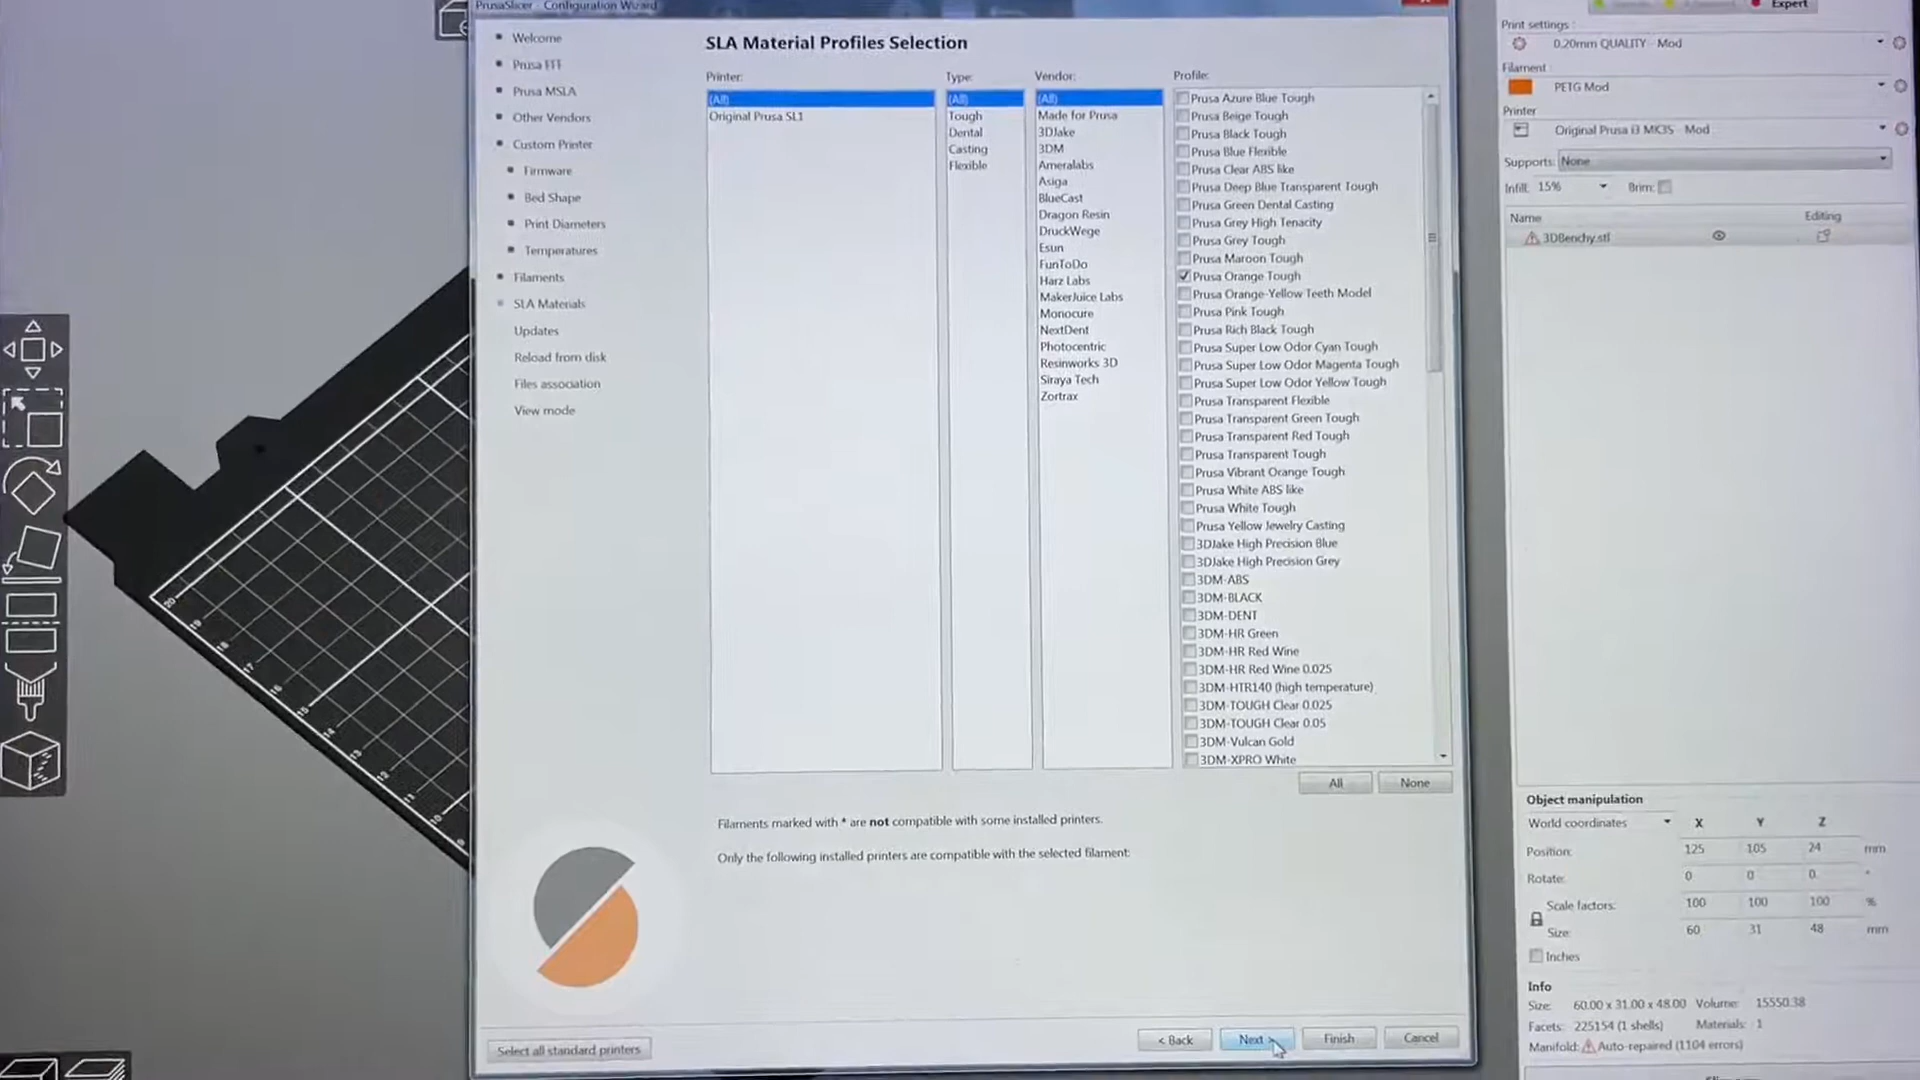 PrusaSlicer - Configuration Wizard
Welcome
Prusa FFF
Prusa MSLA
Other Vendors
Custom Printer
Firmware
Bed Shape
Print Diameters
Temperatures
Filaments
SLA Materials
Updates
Reload from disk
Files association
View mode
SLA Material Profiles Selection
Printer:
(All)
Original Prusa SL1
Type:
(All)
Tough
Dental
Casting
Flexible
Vendor:
(All)
Made for Prusa
3DJake
3DM
Ameralabs
Asiga
BlueCast
Dragon Resin
DruckWege
Esun
FunToDo
Harz Labs
MakerJuice Labs
Monocure
NextDent
Photocentric
Resinworks 3D
Siraya Tech
Zortrax
Profile:
Prusa Azure Blue Tough
Prusa Beige Tough
Prusa Black Tough
Prusa Blue Flexible
Prusa Clear ABS like
Prusa Deep Blue Transparent Tough
Prusa Green Dental Casting
Prusa Grey High Tenacity
Prusa Grey Tough
Prusa Maroon Tough
Prusa Orange Tough
Prusa Orange-Yellow Teeth Model
Prusa Pink Tough
Prusa Rich Black Tough
Prusa Super Low Odor Cyan Tough
Prusa Super Low Odor Magenta Tough
Prusa Super Low Odor Yellow Tough
Prusa Transparent Flexible
Prusa Transparent Green Tough
Prusa Transparent Red Tough
Prusa Transparent Tough
Prusa Vibrant Orange Tough
Prusa White ABS like
Prusa White Tough
Prusa Yellow Jewelry Casting
3DJake High Precision Blue
3DJake High Precision Grey
3DM-ABS
3DM-BLACK
3DM-DENT
3DM-HR Green
3DM-HR Red Wine
3DM-HR Red Wine 0.025
3DM-HTR140 (high temperature)
3DM-TOUGH Clear 0.025
3DM-TOUGH Clear 0.05
3DM-Vulcan Gold
3DM-XPRO White
All None
Filaments marked with * are not compatible with some installed printers.
Only the following installed printers are compatible with the selected filament:
Select all standard printers
< Back Next > Finish Cancel
Expert
Print settings :
0.20mm QUALITY - Mod
Filament :
PETG Mod
Printer :
Original Prusa i3 MK3S - Mod
Supports: None
Infill: 15% Brim:
Name Editing
3DBenchy.stl
Object manipulation
World coordinates X Y Z
Position: 125 105 24 mm
Rotate: 0 0 0 °
Scale factors: 100 100 100 %
Size: 60 31 48 mm
Inches
Info
Size: 60.00 x 31.00 x 48.00 Volume: 15550.38
Facets: 225154 (1 shells) Materials: 1
Manifold: Auto-repaired (1104 errors)
20
19
18
17
16
15
14
13
12
11
10